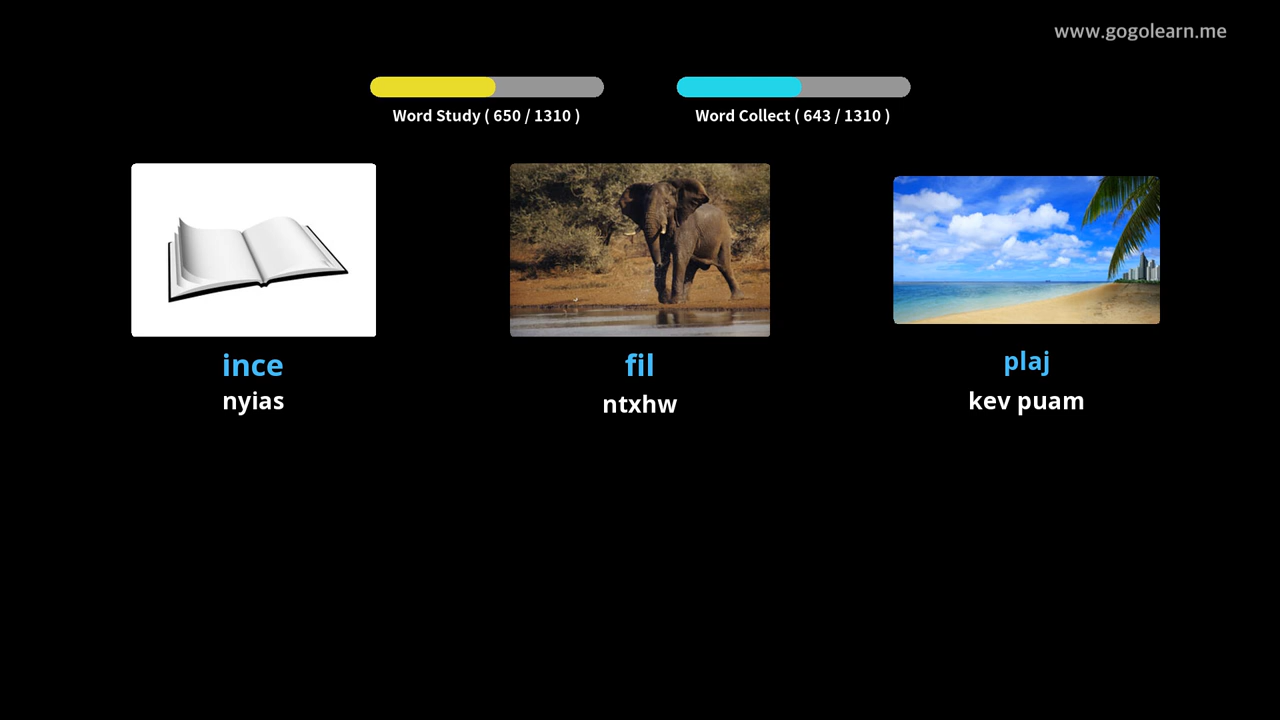 www.gogolearn.me
Word Study ( 650 / 1310 )
Word Collect ( 643 / 1310 )
ince
nyias
fil
ntxhw
plaj
kev puam